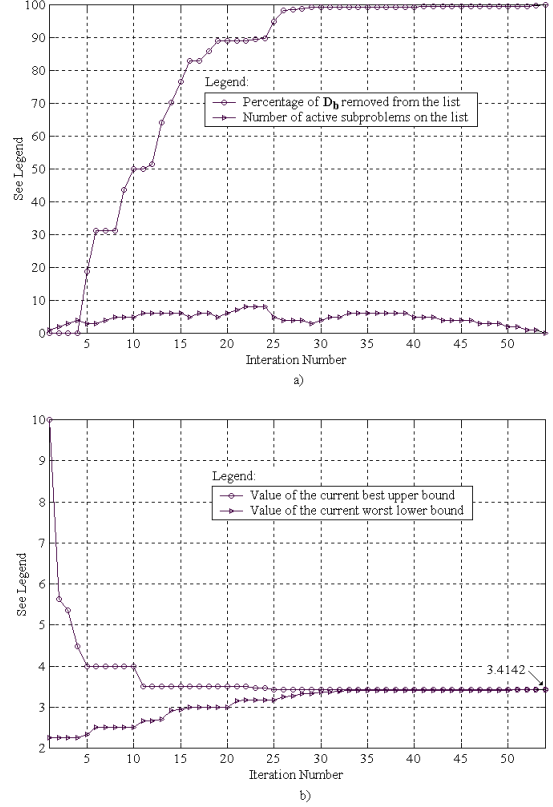 100
90
80
70
60
50
40
30
20
10
0
See Legend
Legend:
Percentage of Db removed from the list
Number of active subproblems on the list
5 10 15 20 25 30 35 40 45 50
Interation Number
a)
10
9
8
7
6
5
4
3
2
See Legend
Legend:
Value of the current best upper bound
Value of the current worst lower bound
3.4142
5 10 15 20 25 30 35 40 45 50
Iteration Number
b)